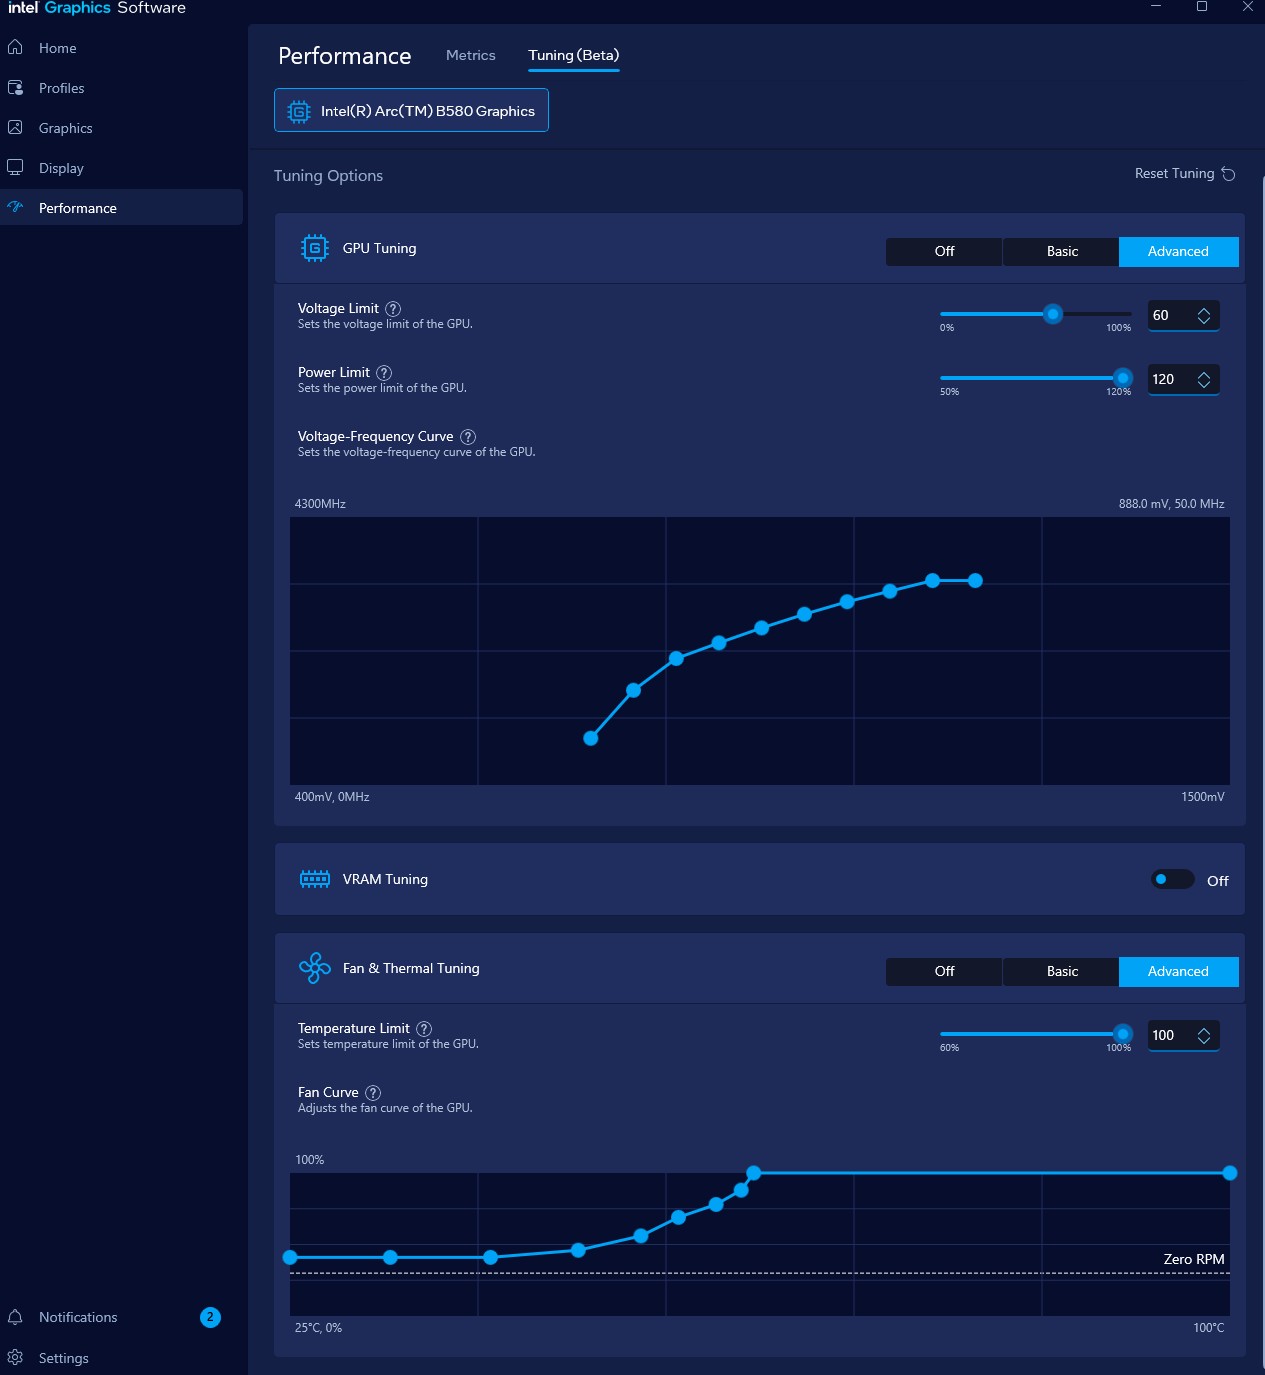 intel Graphics Software
Home
Profiles
Graphics
Display
Performance
Performance
Metrics
Tuning (Beta)
Intel(R) Arc(TM) B580 Graphics
Tuning Options
Reset Tuning
GPU Tuning
Off
Basic
Advanced
Voltage Limit ?
Sets the voltage limit of the GPU.
0%
100%
60
Power Limit ?
Sets the power limit of the GPU.
50%
120%
120
Voltage-Frequency Curve ?
Sets the voltage-frequency curve of the GPU.
4300MHz
888.0 mV, 50.0 MHz
400mV, 0MHz
1500mV
VRAM Tuning
Off
Fan & Thermal Tuning
Off
Basic
Advanced
Temperature Limit ?
Sets temperature limit of the GPU.
60%
100%
100
Fan Curve ?
Adjusts the fan curve of the GPU.
100%
Zero RPM
25°C, 0%
100°C
Notifications
2
Settings